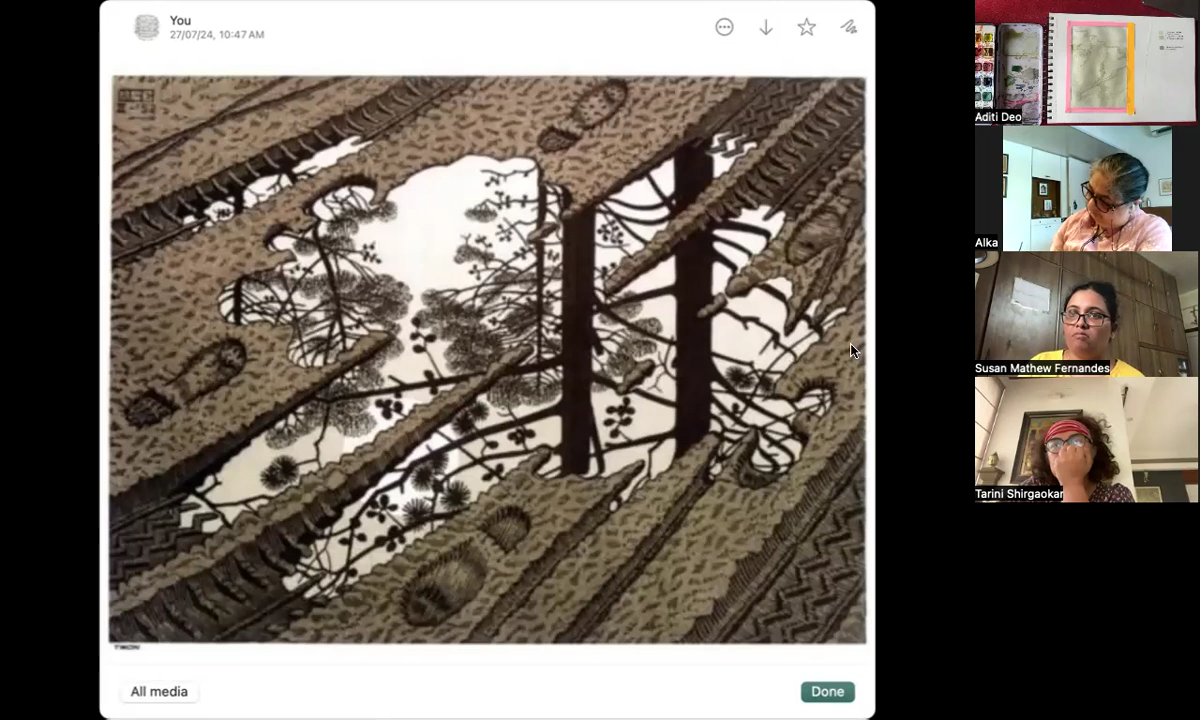 You
27/07/24, 10:47 AM
All media
Done
Aditi Deo
Alka
Susan Mathew Fernandes
Tarini Shirgaokar